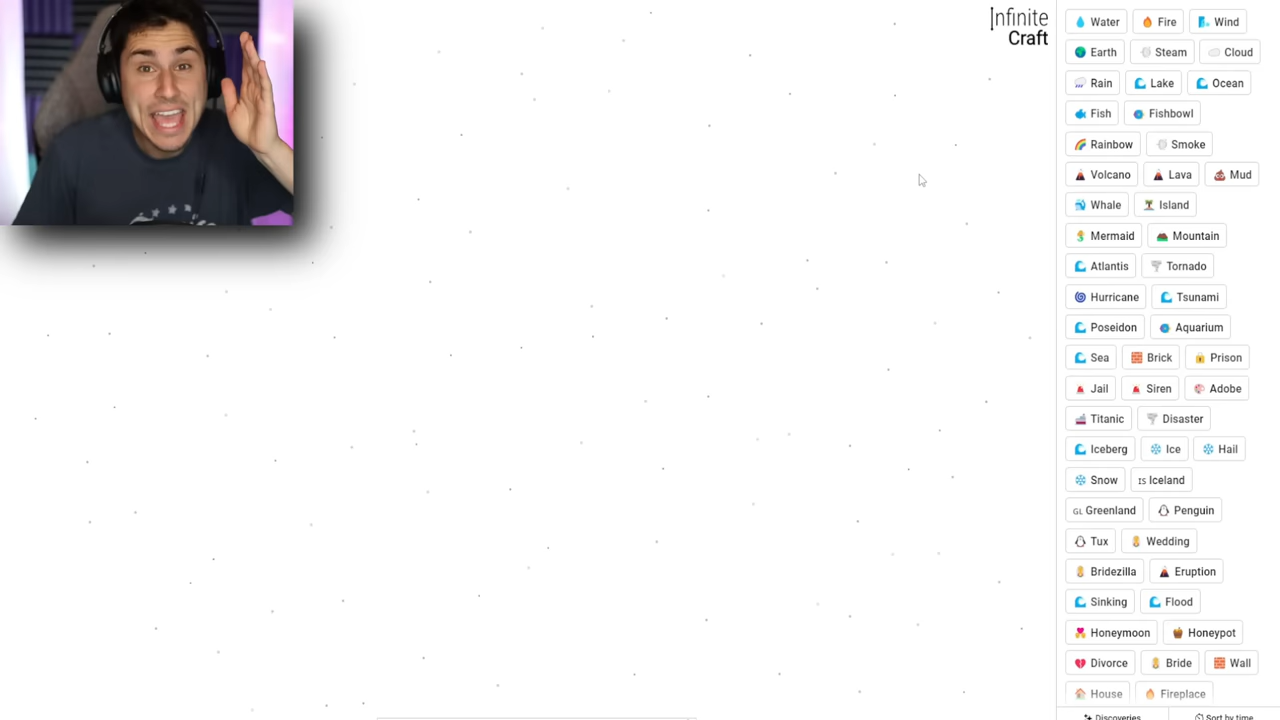 Infinite
Craft
Water Fire Wind
Earth Steam Cloud
Rain Lake Ocean
Fish Fishbowl
Rainbow Smoke
Volcano Lava Mud
Whale Island
Mermaid Mountain
Atlantis Tornado
Hurricane Tsunami
Poseidon Aquarium
Sea Brick Prison
Jail Siren Adobe
Titanic Disaster
Iceberg Ice Hail
Snow IS Iceland
GL Greenland Penguin
Tux Wedding
Bridezilla Eruption
Sinking Flood
Honeymoon Honeypot
Divorce Bride Wall
House Fireplace
Discoveries Sort by time